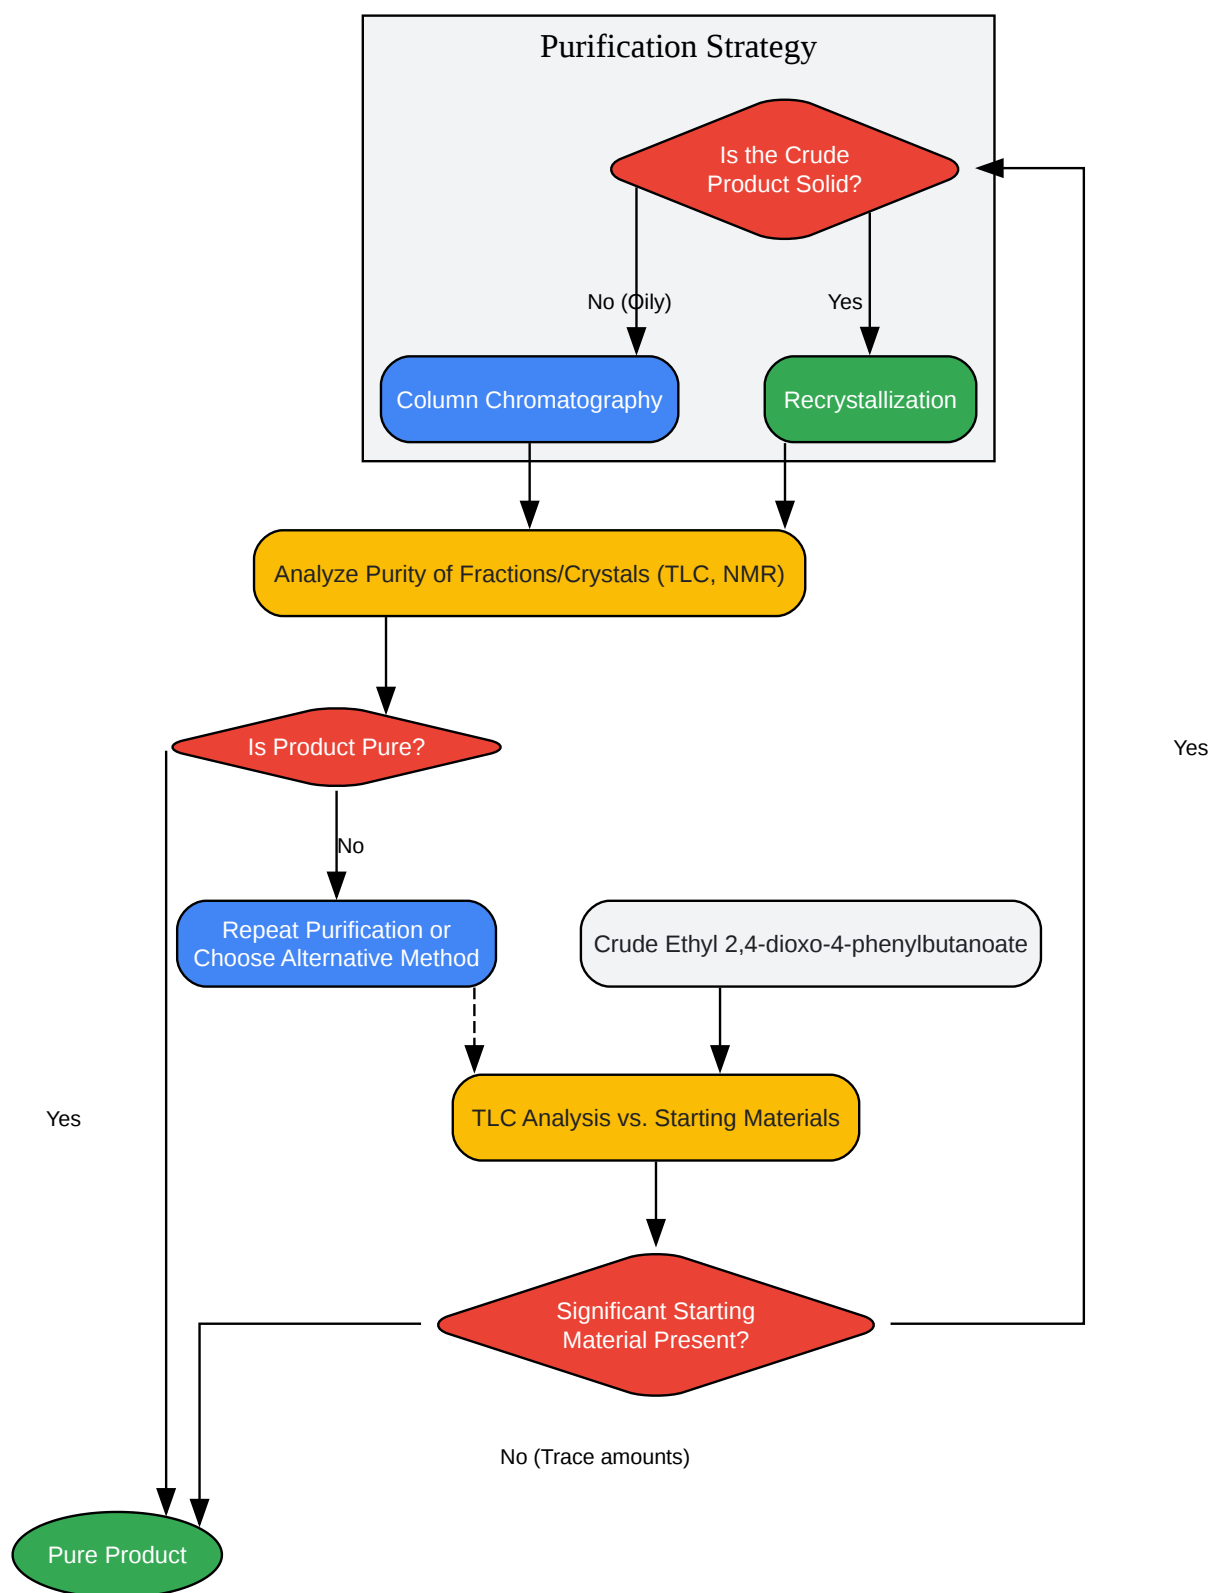 Purification Strategy
Is the Crude
Product Solid?
No (Oily)
Yes
Column Chromatography
Recrystallization
Analyze Purity of Fractions/Crystals (TLC, NMR)
Is Product Pure?
Yes
No
Repeat Purification or
Choose Alternative Method
Crude Ethyl 2,4-dioxo-4-phenylbutanoate
Yes
TLC Analysis vs. Starting Materials
Significant Starting
Material Present?
No (Trace amounts)
Pure Product